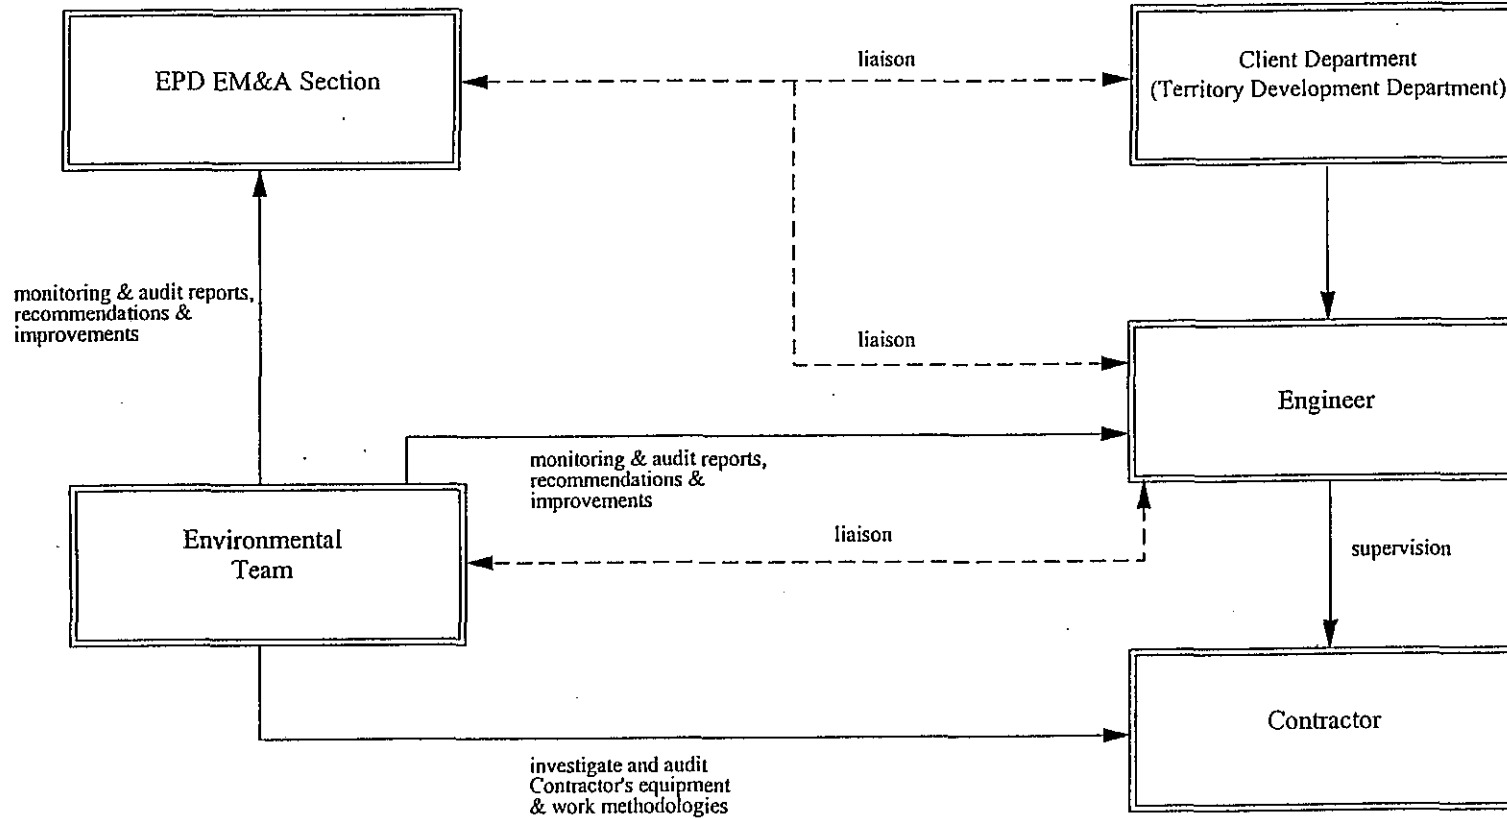 EPD EM&A Section
liaison
Client Department
(Territory Development Department)
monitoring & audit reports,
recommendations &
improvements
liaison
Engineer
monitoring & audit reports,
recommendations &
improvements
Environmental
Team
liaison
supervision
Contractor
investigate and audit
Contractor's equipment
& work methodologies